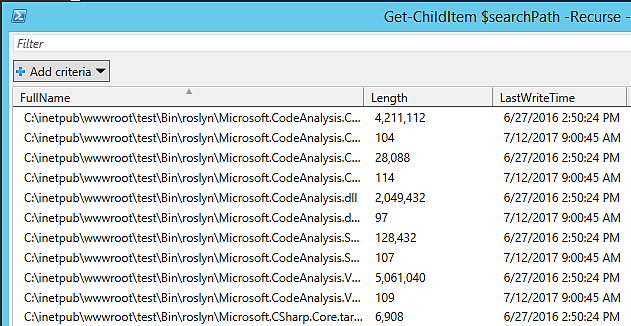 Get-ChildItem $searchPath -Recurse -
Filter
Add criteria
FullName Length LastWriteTime
C:\inetpub\wwwroot\test\Bin\roslyn\Microsoft.CodeAnalysis.C... 4,211,112 6/27/2016 2:50:24 PM
C:\inetpub\wwwroot\test\Bin\roslyn\Microsoft.CodeAnalysis.C... 104 7/12/2017 9:00:45 AM
C:\inetpub\wwwroot\test\Bin\roslyn\Microsoft.CodeAnalysis.C... 28,088 6/27/2016 2:50:24 PM
C:\inetpub\wwwroot\test\Bin\roslyn\Microsoft.CodeAnalysis.C... 114 7/12/2017 9:00:45 AM
C:\inetpub\wwwroot\test\Bin\roslyn\Microsoft.CodeAnalysis.dll 2,049,432 6/27/2016 2:50:24 PM
C:\inetpub\wwwroot\test\Bin\roslyn\Microsoft.CodeAnalysis.d... 97 7/12/2017 9:00:45 AM
C:\inetpub\wwwroot\test\Bin\roslyn\Microsoft.CodeAnalysis.S... 128,432 6/27/2016 2:50:24 PM
C:\inetpub\wwwroot\test\Bin\roslyn\Microsoft.CodeAnalysis.S... 107 7/12/2017 9:00:45 AM
C:\inetpub\wwwroot\test\Bin\roslyn\Microsoft.CodeAnalysis.V... 5,061,040 6/27/2016 2:50:24 PM
C:\inetpub\wwwroot\test\Bin\roslyn\Microsoft.CodeAnalysis.V... 109 7/12/2017 9:00:45 AM
C:\inetpub\wwwroot\test\Bin\roslyn\Microsoft.CSharp.Core.tar... 6,908 6/27/2016 2:50:24 PM